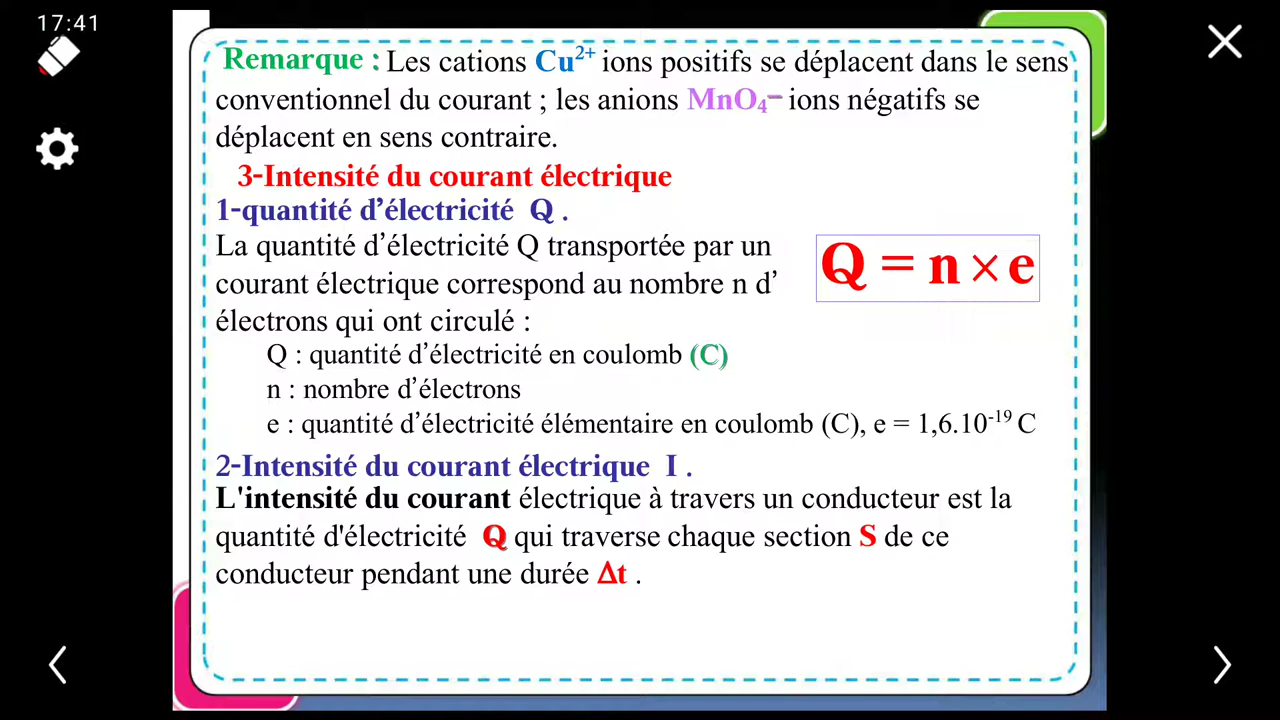 17:41
Remarque : Les cations Cu²⁺ ions positifs se déplacent dans le sens
conventionnel du courant ; les anions MnO₄⁻ ions négatifs se
déplacent en sens contraire.
3-Intensité du courant électrique
1-quantité d’électricité Q .
La quantité d’électricité Q transportée par un
courant électrique correspond au nombre n d’
électrons qui ont circulé :
Q = n × e
Q : quantité d’électricité en coulomb (C)
n : nombre d’électrons
e : quantité d’électricité élémentaire en coulomb (C), e = 1,6.10⁻¹⁹ C
2-Intensité du courant électrique I .
L'intensité du courant électrique à travers un conducteur est la
quantité d'électricité Q qui traverse chaque section S de ce
conducteur pendant une durée Δt .